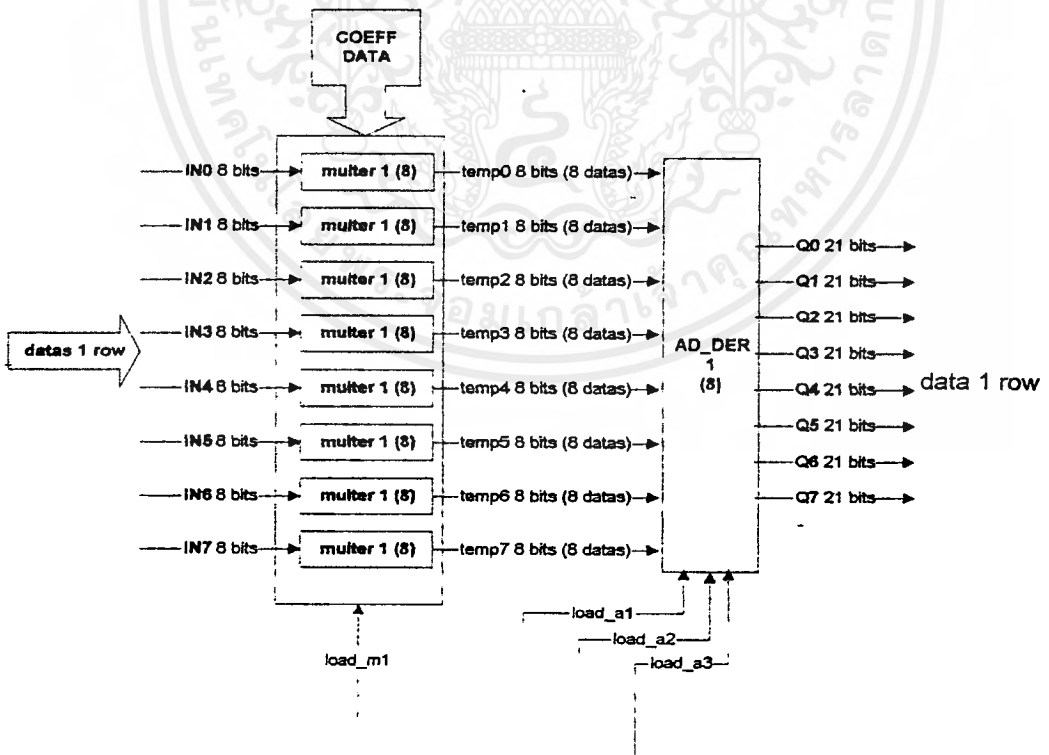 COEFF
DATA
IN0 8 bits
multer 1 (8)
temp0 8 bits (8 datas)
IN1 8 bits
multer 1 (8)
temp1 8 bits (8 datas)
Q0 21 bits
IN2 8 bits
multer 1 (8)
temp2 8 bits (8 datas)
Q1 21 bits
Q2 21 bits
datas 1 row
IN3 8 bits
multer 1 (8)
temp3 8 bits (8 datas)
AD_DER
1
(8)
Q3 21 bits
IN4 8 bits
multer 1 (8)
temp4 8 bits (8 datas)
Q4 21 bits
data 1 row
Q5 21 bits
IN5 8 bits
multer 1 (8)
temp5 8 bits (8 datas)
Q6 21 bits
IN6 8 bits
multer 1 (8)
temp6 8 bits (8 datas)
Q7 21 bits
IN7 8 bits
multer 1 (8)
temp7 8 bits (8 datas)
load_a1
load_a2
load_m1
load_a3